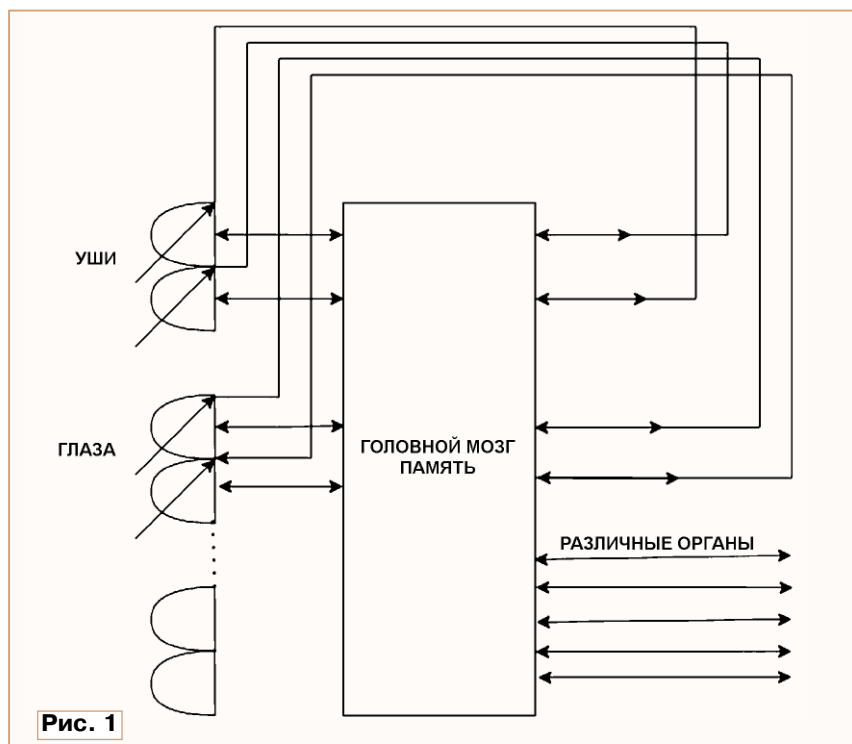 УШИ
ГЛАЗА
ГОЛОВНОЙ МОЗГ
ПАМЯТЬ
РАЗЛИЧНЫЕ ОРГАНЫ
Рис. 1